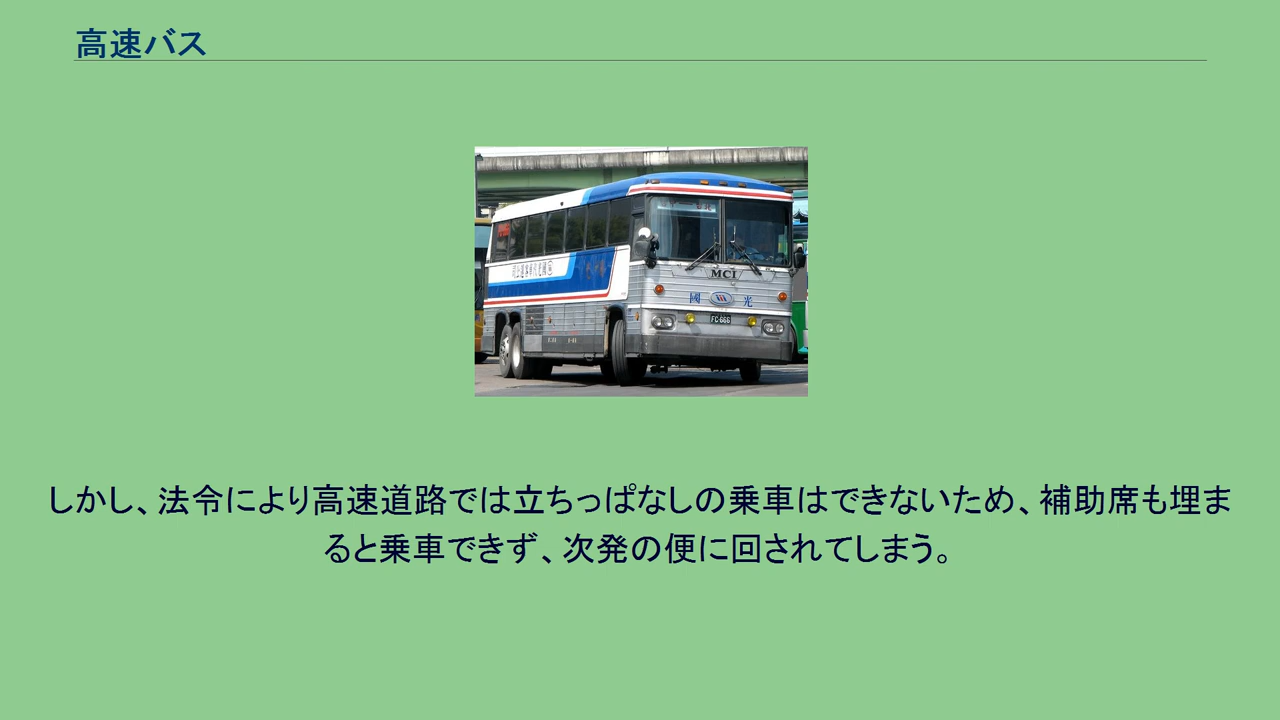 高速バス
MCI
國 光
FC-666
しかし、法令により高速道路では立ちっぱなしの乗車はできないため、補助席も埋ま
ると乗車できず、次発の便に回されてしまう。